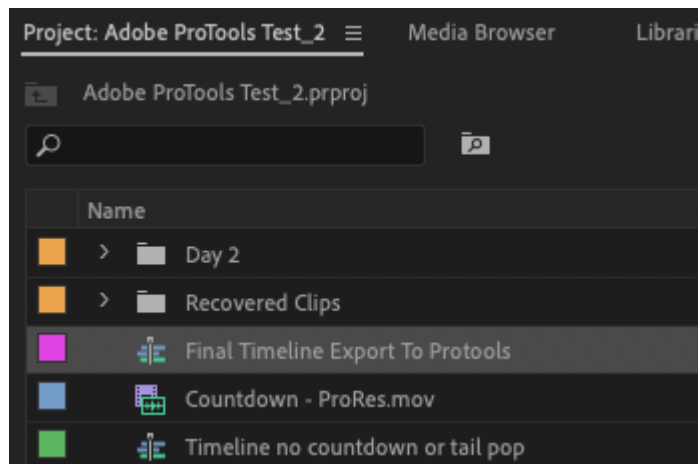 Project: Adobe ProTools Test_2 Media Browser Librari
Adobe ProTools Test_2.prproj
Name
Day 2
Recovered Clips
Final Timeline Export To Protools
Countdown - ProRes.mov
Timeline no countdown or tail pop